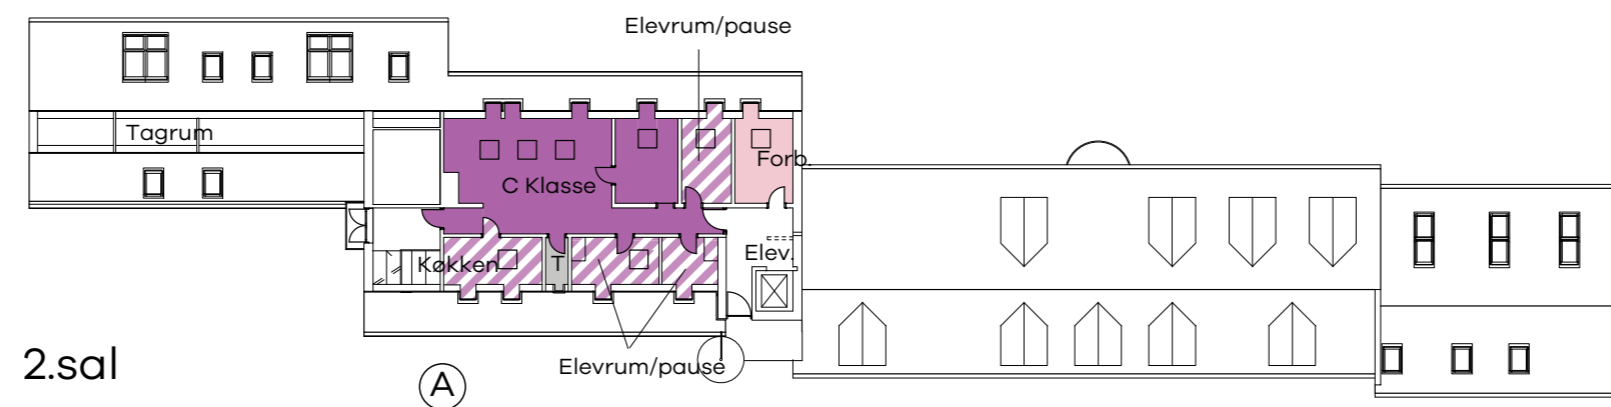 Elevrum/pause
Tagrum
Forb.
C Klasse
Elev.
Køkken
T
Elevrum/pause
2.sal
A